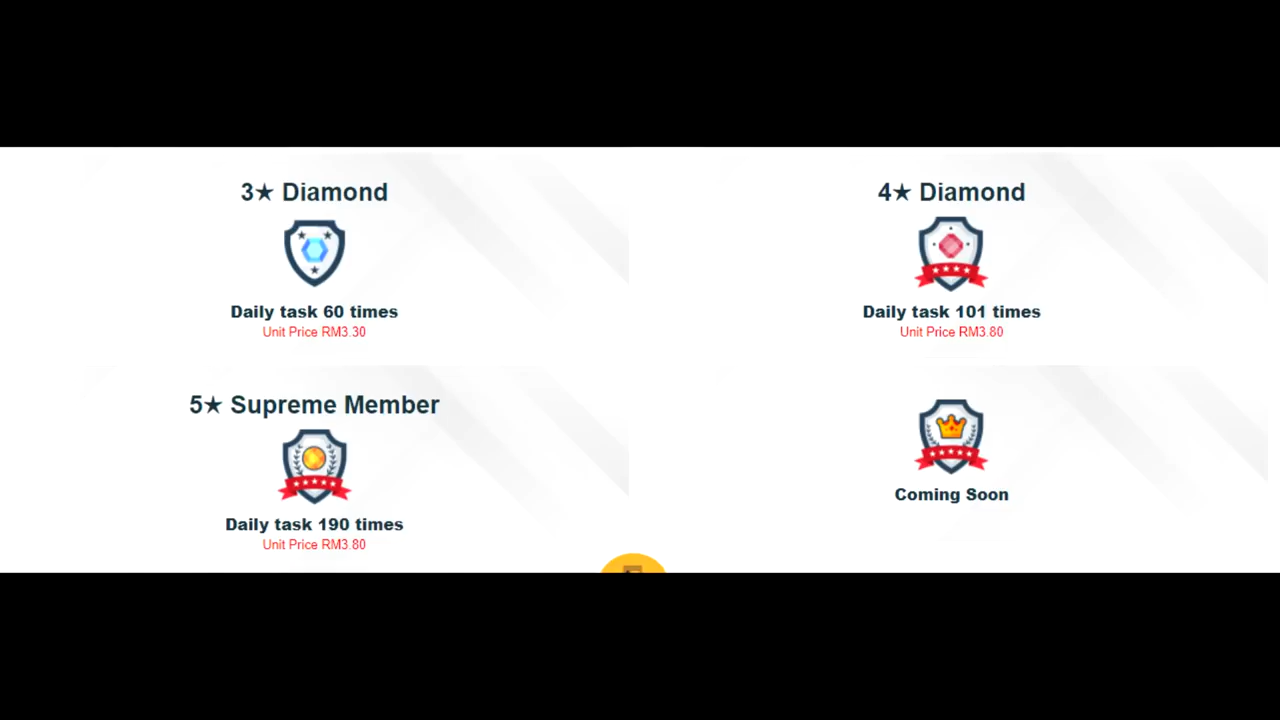 3★ Diamond
Daily task 60 times
Unit Price RM3.30
4★ Diamond
Daily task 101 times
Unit Price RM3.80
5★ Supreme Member
Daily task 190 times
Unit Price RM3.80
Coming Soon